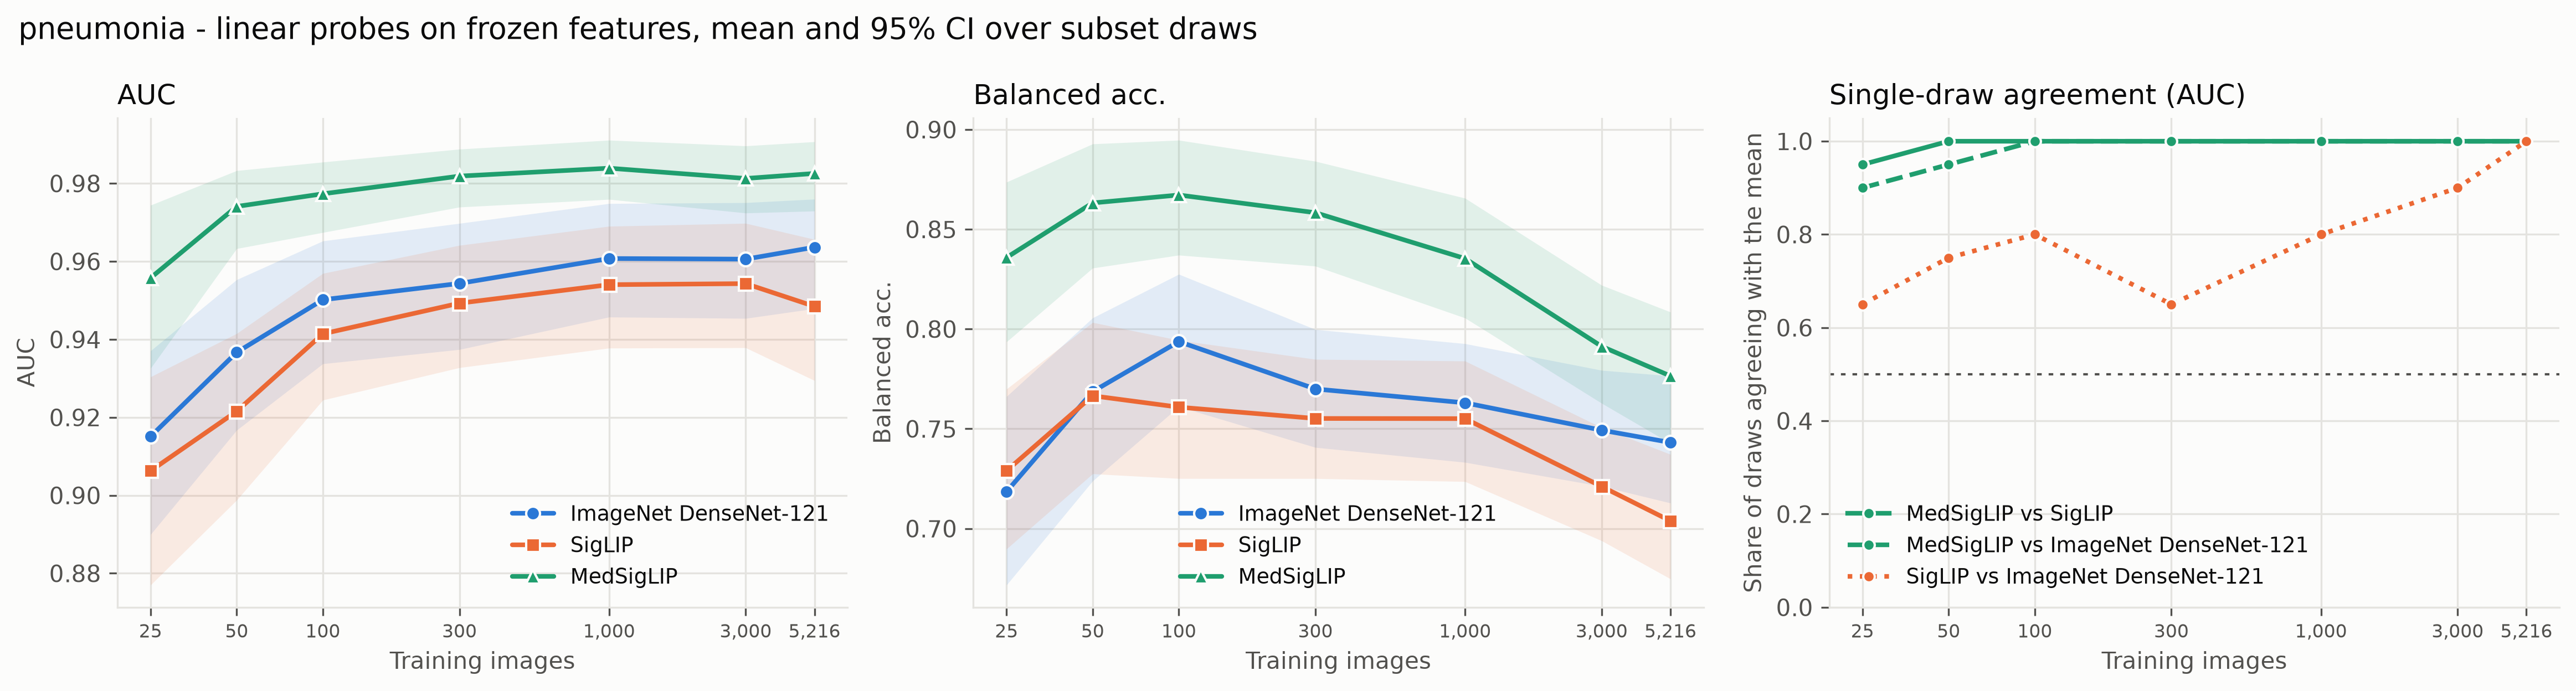 pneumonia - linear probes on frozen features, mean and 95% CI over subset draws
AUC
AUC
0.98
0.96
0.94
0.92
0.90
0.88
ImageNet DenseNet-121
SigLIP
MedSigLIP
25 50 100 300 1,000 3,000 5,216
Training images
Balanced acc.
Balanced acc.
0.90
0.85
0.80
0.75
0.70
ImageNet DenseNet-121
SigLIP
MedSigLIP
25 50 100 300 1,000 3,000 5,216
Training images
Single-draw agreement (AUC)
Share of draws agreeing with the mean
1.0
0.8
0.6
0.4
0.2
0.0
MedSigLIP vs SigLIP
MedSigLIP vs ImageNet DenseNet-121
SigLIP vs ImageNet DenseNet-121
25 50 100 300 1,000 3,000 5,216
Training images